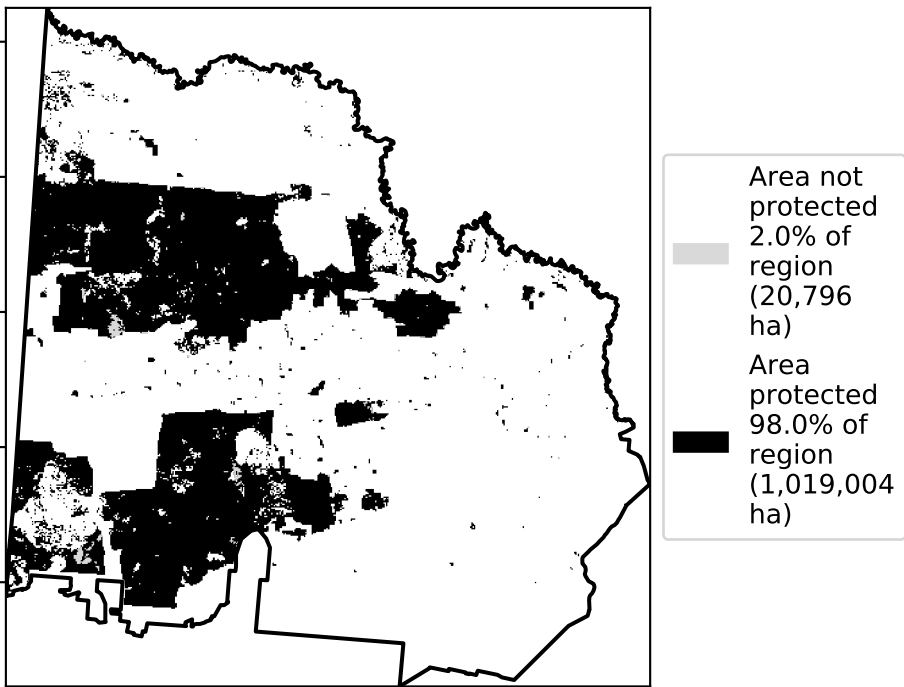 Area not
protected
2.0% of
region
(20,796
ha)
Area
protected
98.0% of
region
(1,019,004
ha)